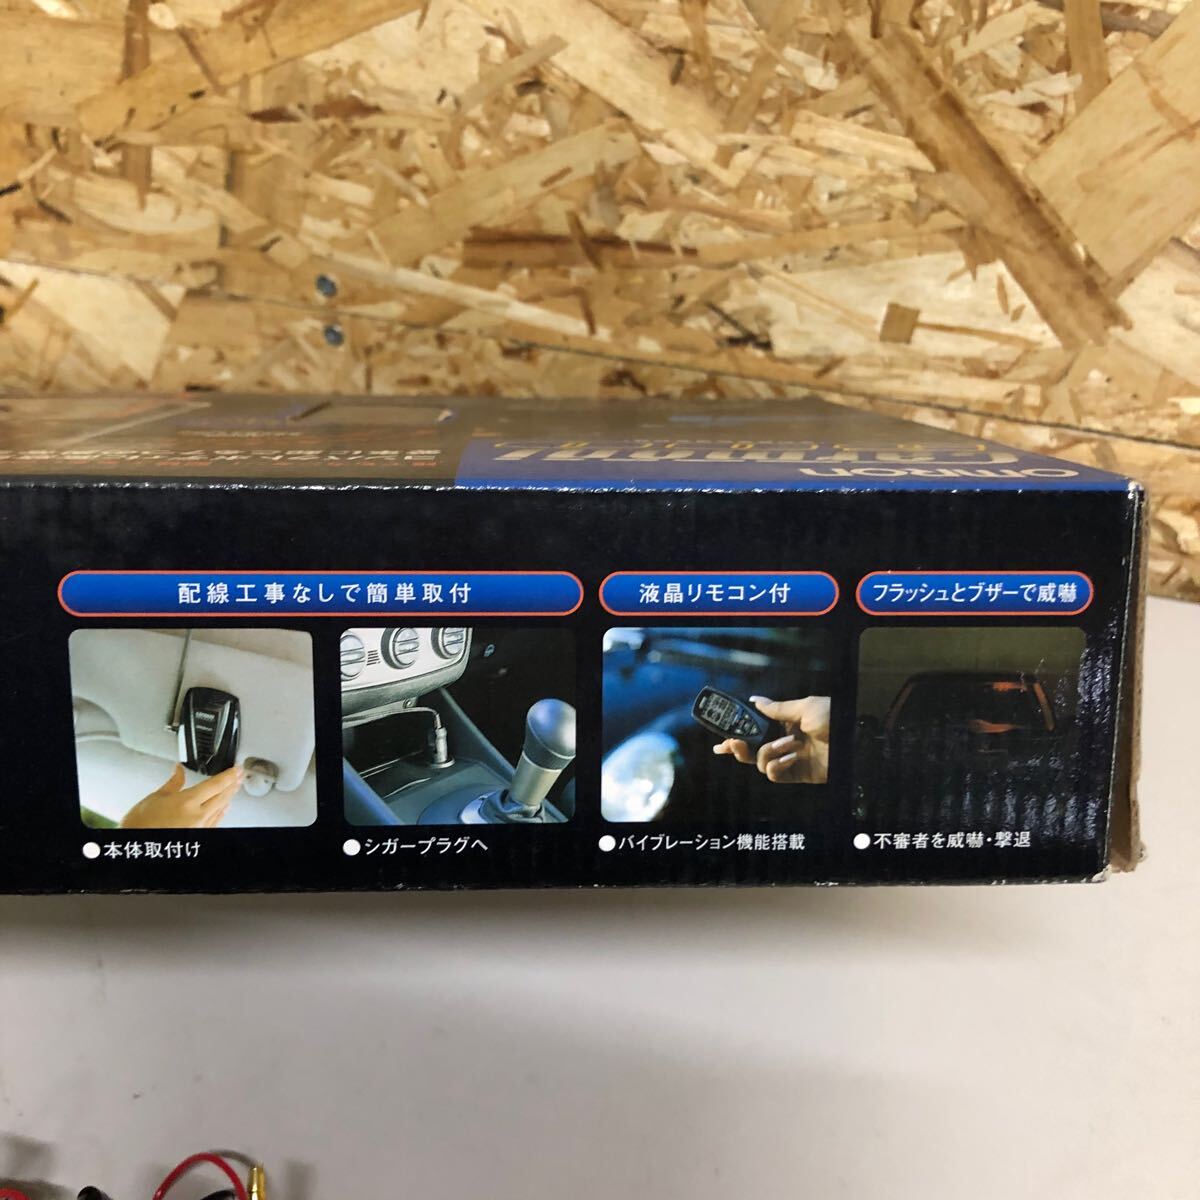 OMRON
Carmoni
配線工事なしで簡単取付
液晶リモコン付
フラッシュとブザーで威嚇
●本体取付け
●シガープラグへ
●バイブレーション機能搭載
●不審者を威嚇・撃退